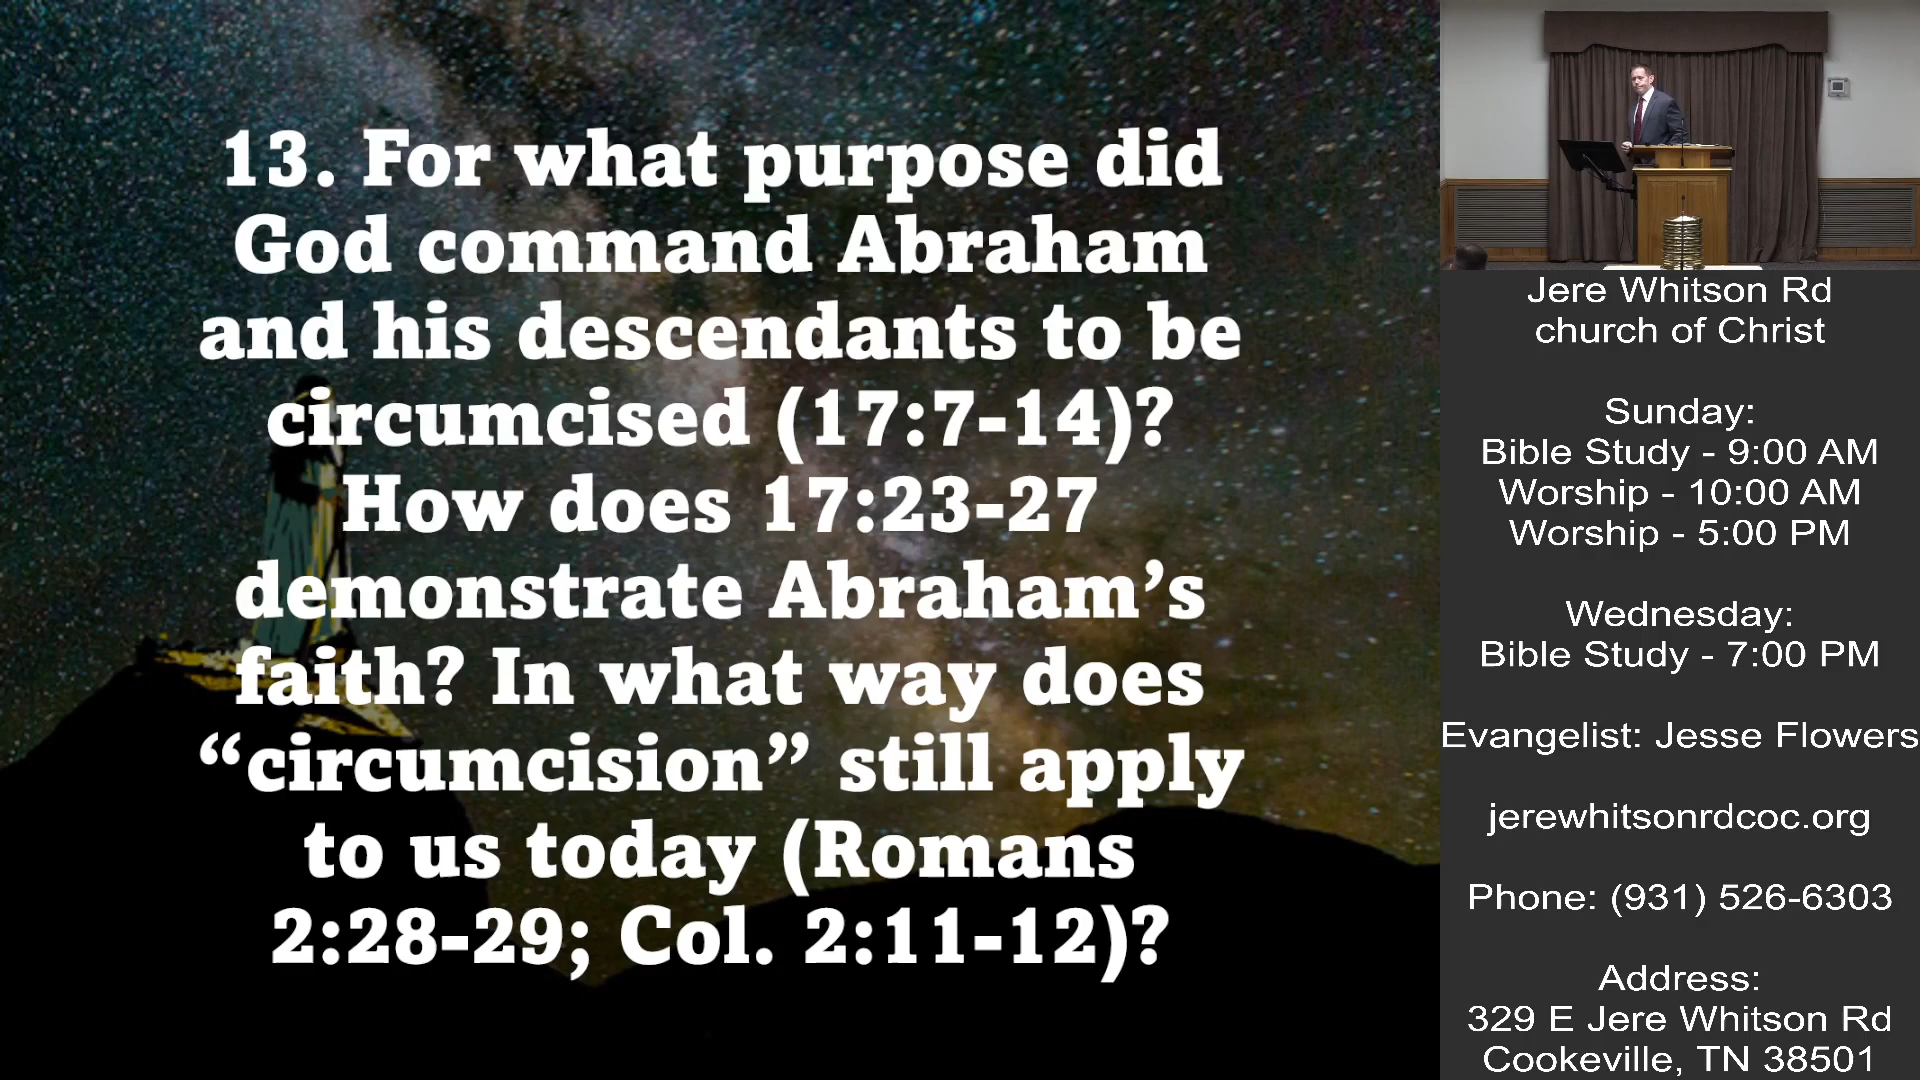 13. For what purpose did
God command Abraham
and his descendants to be
circumcised (17:7-14)?
How does 17:23-27
demonstrate Abraham’s
faith? In what way does
“circumcision” still apply
to us today (Romans
2:28-29; Col. 2:11-12)?
Jere Whitson Rd
church of Christ
Sunday:
Bible Study - 9:00 AM
Worship - 10:00 AM
Worship - 5:00 PM
Wednesday:
Bible Study - 7:00 PM
Evangelist: Jesse Flowers
jerewhitsonrdcoc.org
Phone: (931) 526-6303
Address:
329 E Jere Whitson Rd
Cookeville, TN 38501